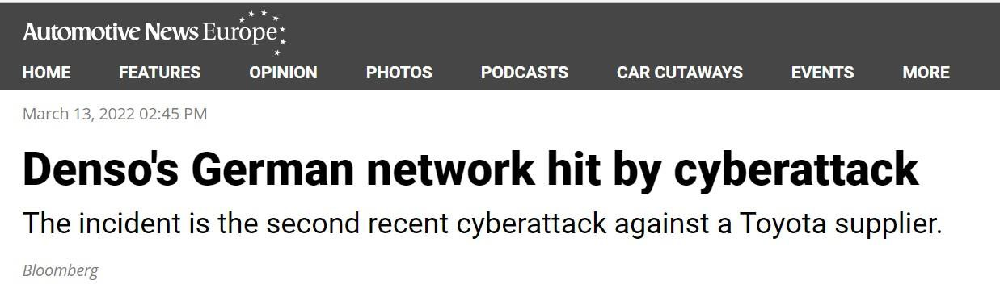 Automotive News Europe
HOME FEATURES OPINION PHOTOS PODCASTS CAR CUTAWAYS EVENTS MORE
March 13, 2022 02:45 PM
Denso's German network hit by cyberattack
The incident is the second recent cyberattack against a Toyota supplier.
Bloomberg